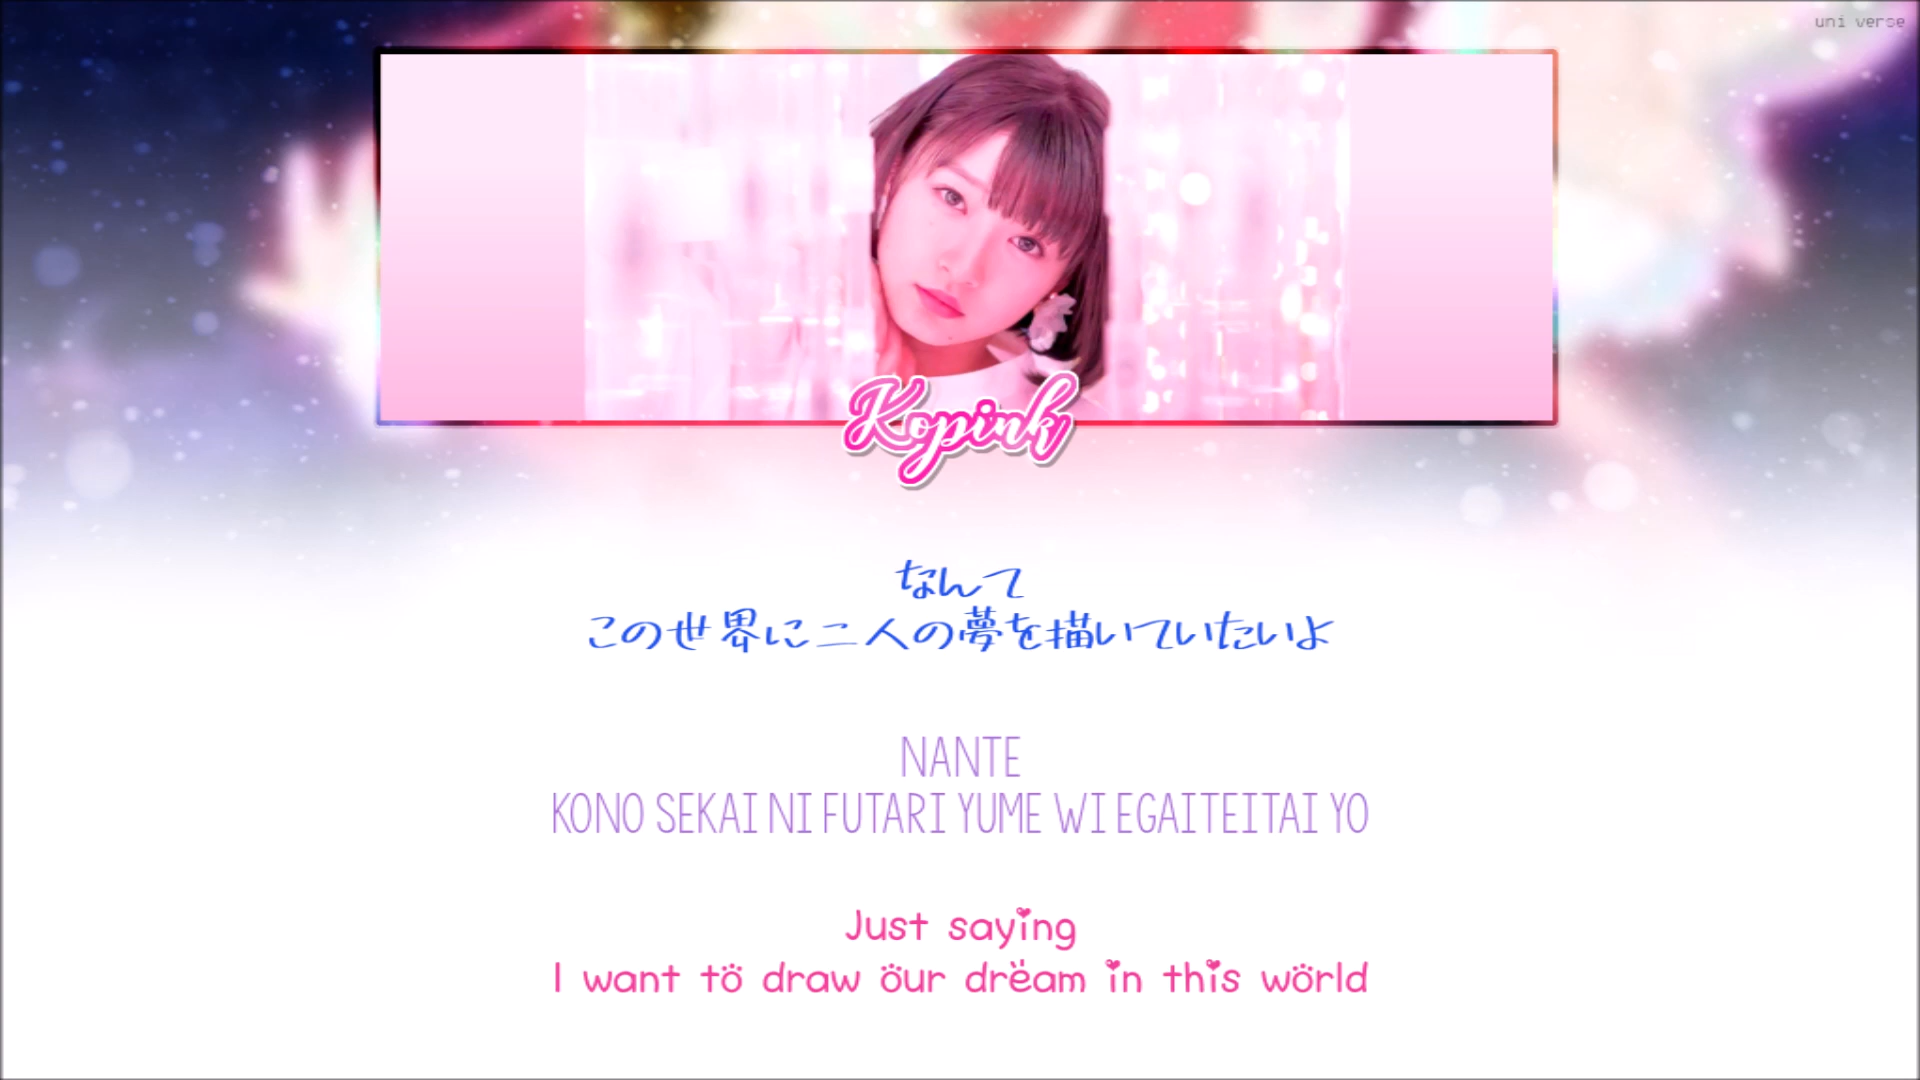 uni verse
Kopink
なんて
この世界に二人の夢を描いていたいよ
NANTE
KONO SEKAI NI FUTARI YUME WI EGAITEITAI YO
Just saying
I want tö draw öur drëam in this wörld